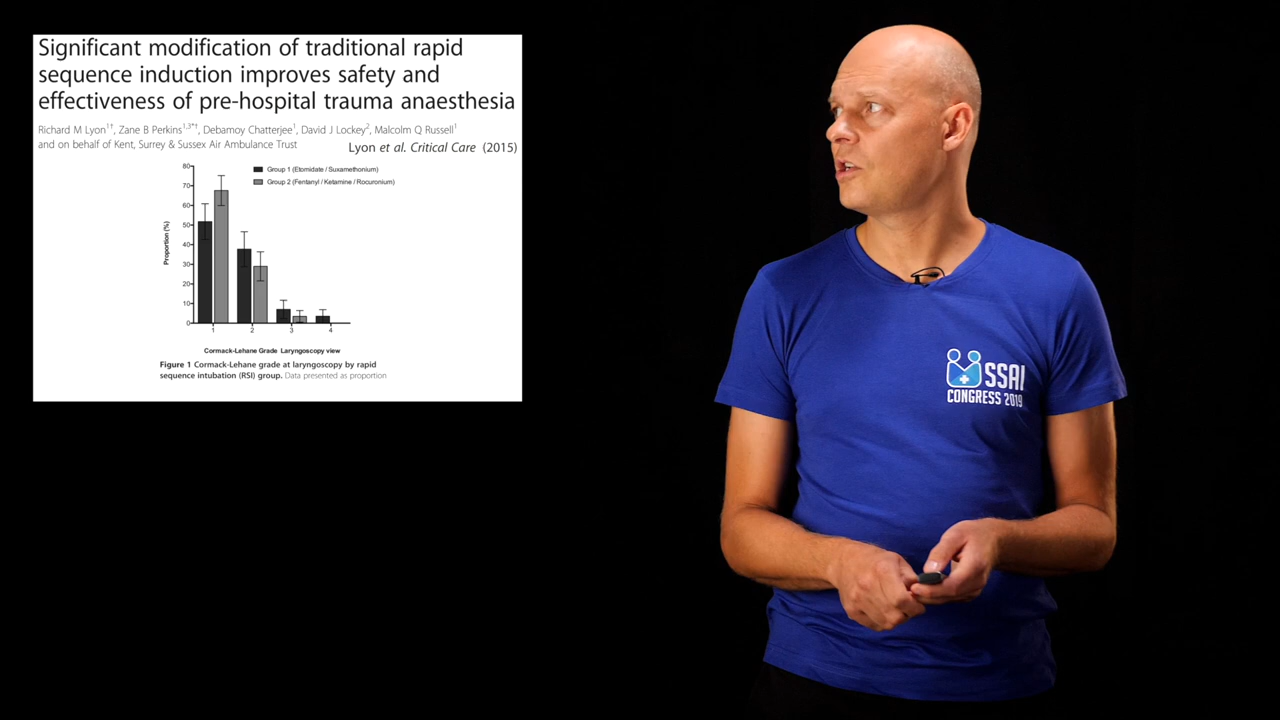 Significant modification of traditional rapid
sequence induction improves safety and
effectiveness of pre-hospital trauma anaesthesia
Richard M Lyon1†, Zane B Perkins1,3*†, Debamoy Chatterjee1, David J Lockey2, Malcolm Q Russell1
and on behalf of Kent, Surrey & Sussex Air Ambulance Trust
Lyon et al. Critical Care (2015)
Group 1 (Etomidate / Suxamethonium)
Group 2 (Fentanyl / Ketamine / Rocuronium)
Proportion (%)
80
70
60
50
40
30
20
10
0
1 2 3 4
Cormack-Lehane Grade Laryngoscopy view
Figure 1 Cormack-Lehane grade at laryngoscopy by rapid
sequence intubation (RSI) group. Data presented as proportion
SSAI
CONGRESS 2019